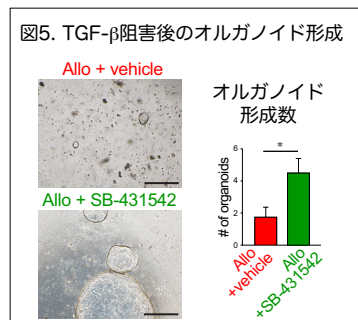 図5. TGF-β阻害後のオルガノイド形成
Allo + vehicle
Allo + SB-431542
オルガノイド
形成数
# of organoids
6
4
2
0
*
Allo
+vehicle
Allo
+SB-431542